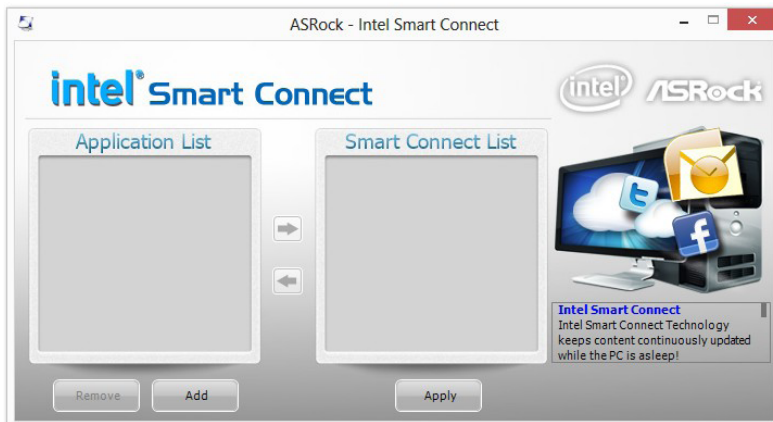 ASRock - Intel Smart Connect
intel® Smart Connect
intel® ASRock
Application List
Smart Connect List
Intel Smart Connect
Intel Smart Connect Technology
keeps content continuously updated
while the PC is asleep!
Remove
Add
Apply